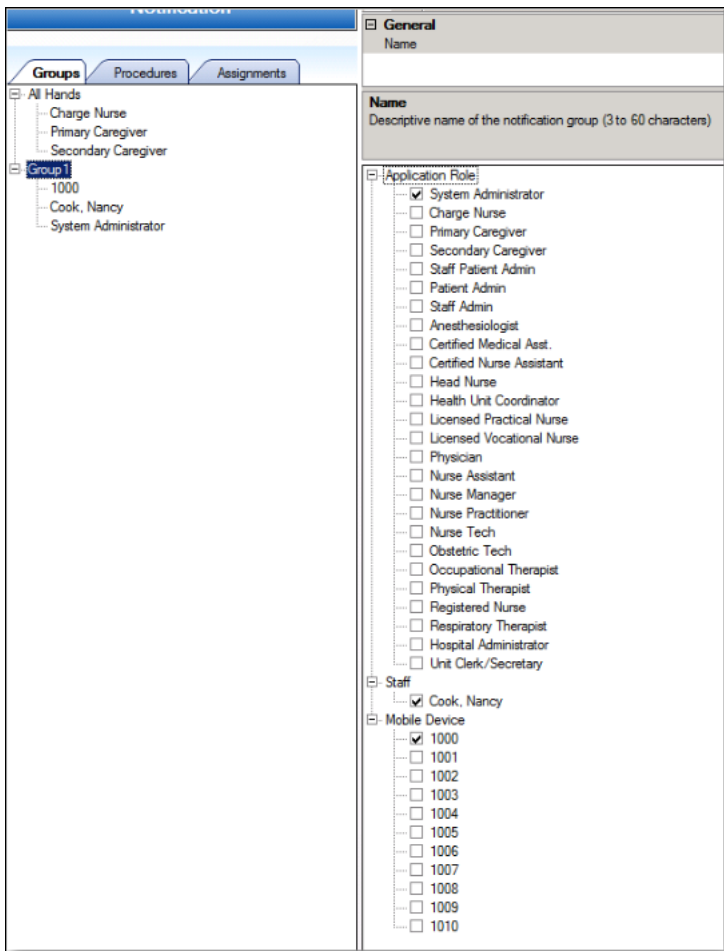 Notification
Groups
Procedures
Assignments
All Hands
Charge Nurse
Primary Caregiver
Secondary Caregiver
Group1
1000
Cook, Nancy
System Administrator
General
Name
Name
Descriptive name of the notification group (3 to 60 characters)
Application Role
System Administrator
Charge Nurse
Primary Caregiver
Secondary Caregiver
Staff Patient Admin
Patient Admin
Staff Admin
Anesthesiologist
Certified Medical Asst.
Certified Nurse Assistant
Head Nurse
Health Unit Coordinator
Licensed Practical Nurse
Licensed Vocational Nurse
Physician
Nurse Assistant
Nurse Manager
Nurse Practitioner
Nurse Tech
Obstetric Tech
Occupational Therapist
Physical Therapist
Registered Nurse
Respiratory Therapist
Hospital Administrator
Unit Clerk/Secretary
Staff
Cook, Nancy
Mobile Device
1000
1001
1002
1003
1004
1005
1006
1007
1008
1009
1010